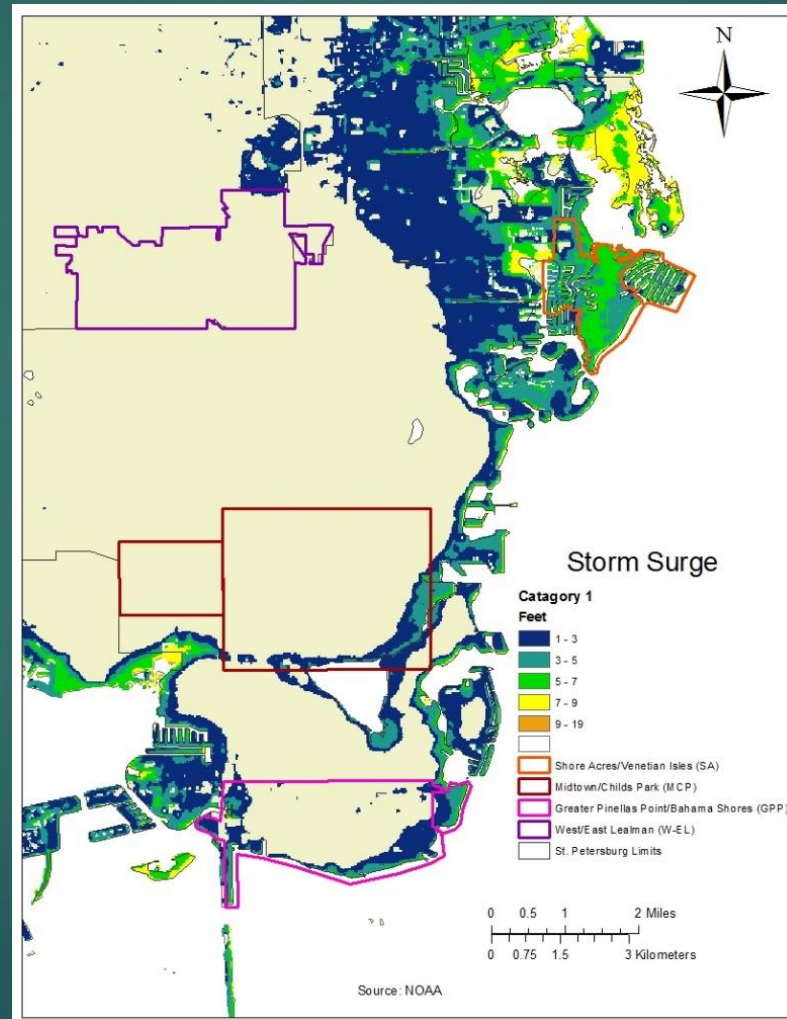 N
Storm Surge
Catagory 1
Feet
1 - 3
3 - 5
5 - 7
7 - 9
9 - 19
Shore Acres/Venetian Isles (SA)
Midtown/Childs Park (MCP)
Greater Pinellas Point/Bahama Shores (GPP)
West/East Lealman (W-EL)
St. Petersburg Limits
0 0.5 1 2 Miles
0 0.75 1.5 3 Kilometers
Source: NOAA